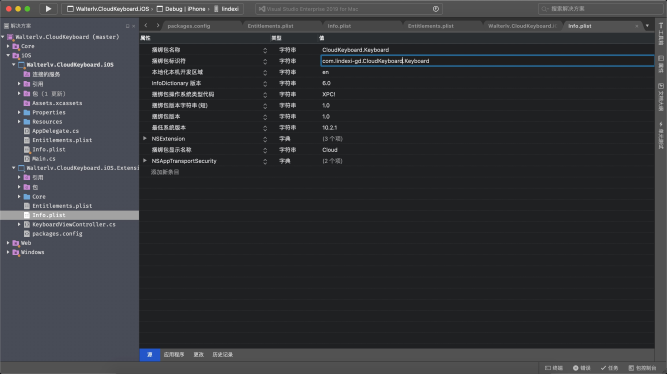 Walterlv.CloudKeyboard.iOS > Debug | iPhone > lindexi
Visual Studio Enterprise 2019 for Mac
搜索解决方案
解决方案
packages.config
Entitlements.plist
Info.plist
Entitlements.plist
Walterlv.CloudKeyboard.i
Info.plist
Walterlv.CloudKeyboard (master)
Core
iOS
Walterlv.CloudKeyboard.iOS
连接的服务
引用
包 (1 更新)
Assets.xcassets
Properties
Resources
AppDelegate.cs
Entitlements.plist
Info.plist
Main.cs
Walterlv.CloudKeyboard.iOS.Extensi
引用
包
Core
Entitlements.plist
Info.plist
KeyboardViewController.cs
packages.config
Web
Windows
属性 类型 值
捆绑包名称 字符串 CloudKeyboard.Keyboard
捆绑包标识符 字符串 com.lindexi-gd.CloudKeyboard.Keyboard
本地化本机开发区域 字符串 en
InfoDictionary 版本 字符串 6.0
捆绑包操作系统类型代码 字符串 XPC!
捆绑包版本字符串 (短) 字符串 1.0
捆绑包版本 字符串 1.0
最低系统版本 字符串 10.2.1
NSExtension 字典 (3 个项)
捆绑包显示名称 字符串 Cloud
NSAppTransportSecurity 字典 (2 个项)
添加新条目
源 应用程序 更改 历史记录
工具箱
属性
文档大纲
单元测试
终端 错误 任务 包控制台